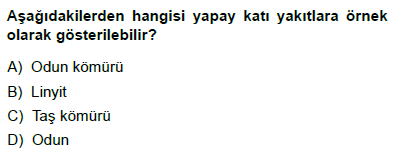 Aşağıdakilerden hangisi yapay katı yakıtlara örnek
olarak gösterilebilir?
A) Odun kömürü
B) Linyit
C) Taş kömürü
D) Odun